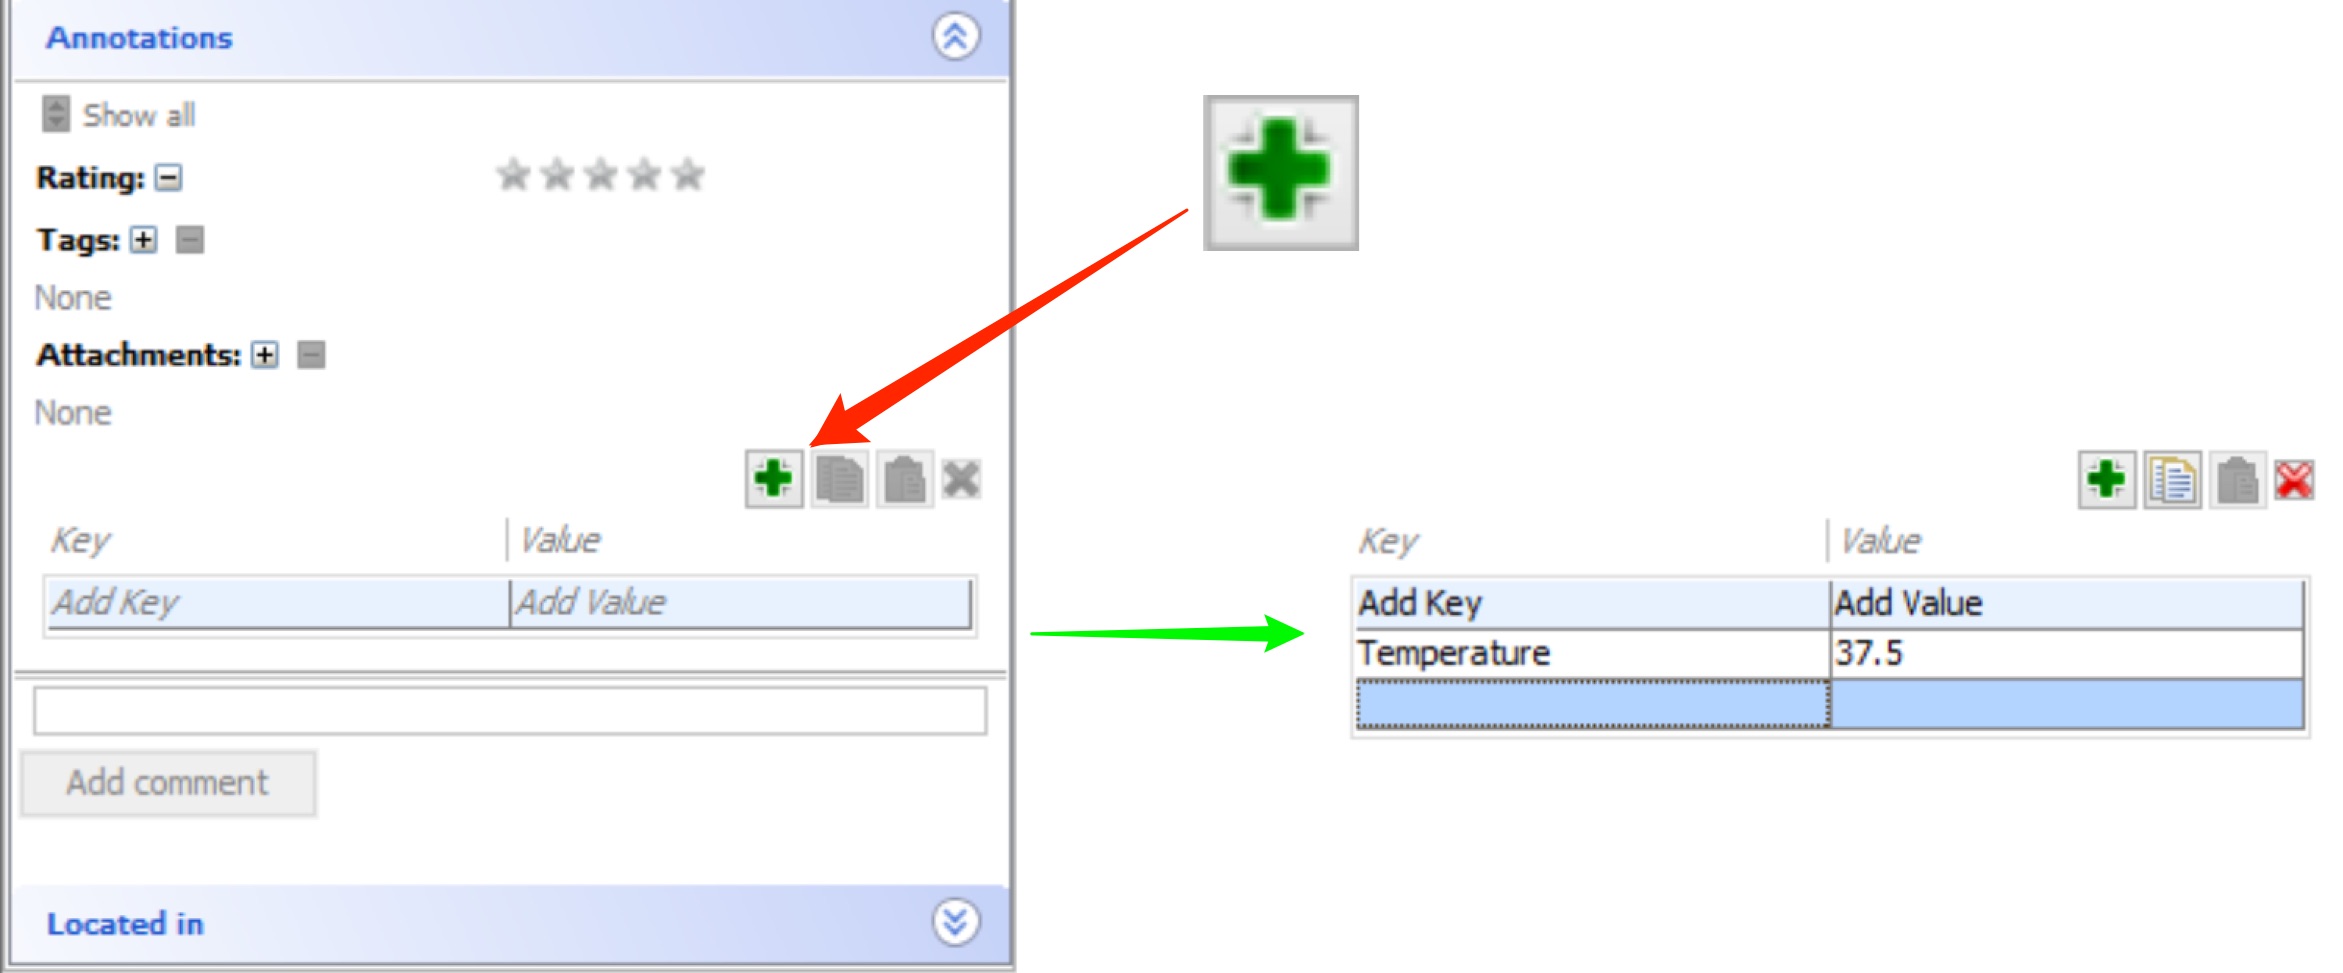 Annotations
Show all
Rating:
Tags:
None
Attachments:
None
Key Value
Add Key Add Value
Add comment
Located in
Key Value
Add Key Add Value
Temperature 37.5